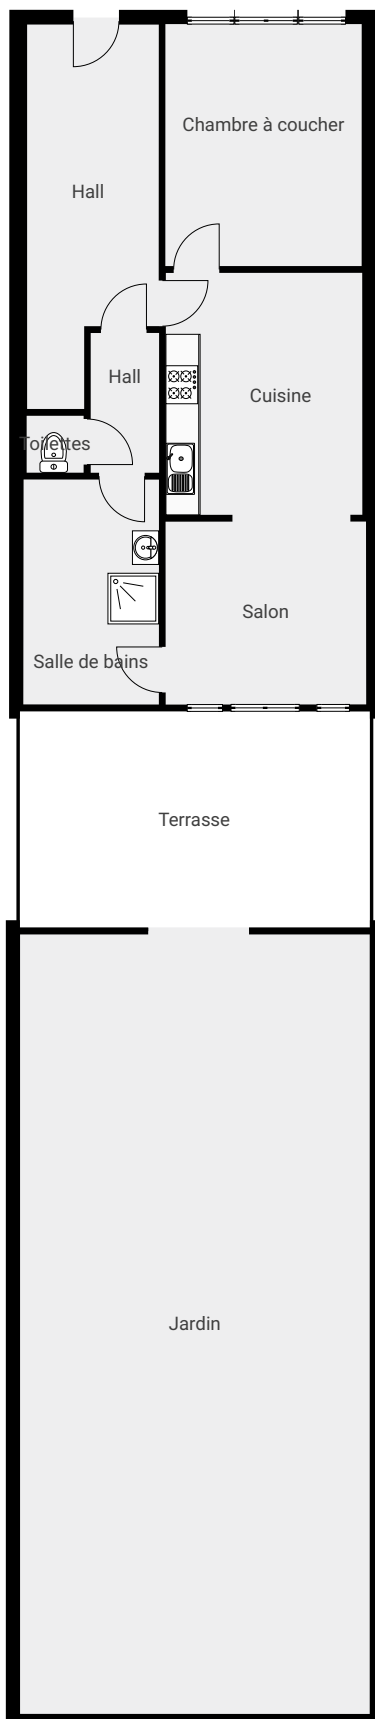 Chambre à coucher
Hall
Hall
Cuisine
Toilettes
Salon
Salle de bains
Terrasse
Jardin